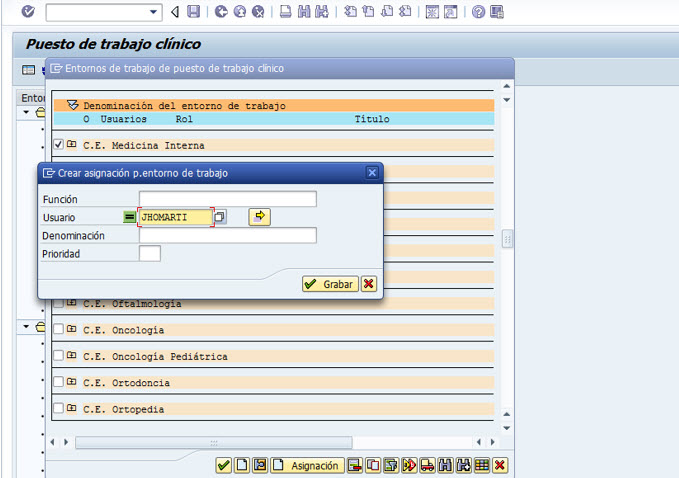 Puesto de trabajo clínico
Entornos de trabajo de puesto de trabajo clínico
Entor
Denominación del entorno de trabajo
O Usuarios Rol Título
C.E. Medicina Interna
Crear asignación p.entorno de trabajo
Función
Usuario JHOMARTI
Denominación
Prioridad
Grabar
C.E. Oftalmología
C.E. Oncología
C.E. Oncología Pediátrica
C.E. Ortodoncia
C.E. Ortopedia
Asignación